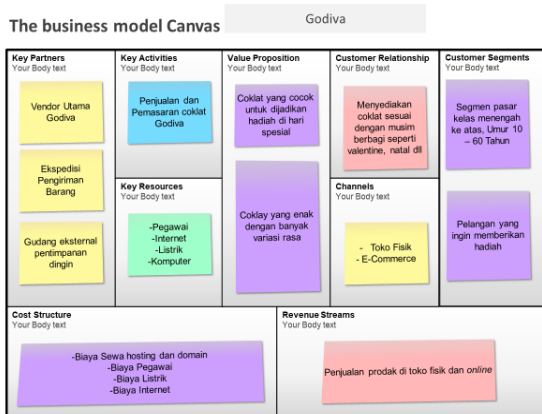 The business model Canvas
Godiva
Key Partners
Your Body text
Vendor Utama
Godiva
Ekspedisi
Pengiriman
Barang
Gudang eksternal
pentimpanan
dingin
Key Activities
Your Body text
Penjualan dan
Pemasaran coklat
Godiva
Key Resources
Your Body text
-Pegawai
-Internet
-Listrik
-Komputer
Value Proposition
Your Body text
Coklat yang cocok
untuk dijadikan
hadiah di hari
spesial
Coklay yang enak
dengan banyak
variasi rasa
Customer Relationship
Your Body text
Menyediakan
coklat sesuai
dengan musim
berbagi seperti
valentine, natal dll
Channels
Your Body text
- Toko Fisik
- E-Commerce
Customer Segments
Your Body text
Segmen pasar
kelas menengah
ke atas, Umur 10
– 60 Tahun
Pelangan yang
ingin memberikan
hadiah
Cost Structure
Your Body text
-Biaya Sewa hosting dan domain
-Biaya Pegawai
-Biaya Listrik
-Biaya Internet
Revenue Streams
Your Body text
Penjualan prodak di toko fisik dan online